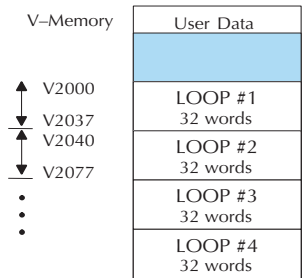 V–Memory User Data
V2000
LOOP #1
V2037 32 words
V2040
LOOP #2
V2077 32 words
LOOP #3
32 words
LOOP #4
32 words